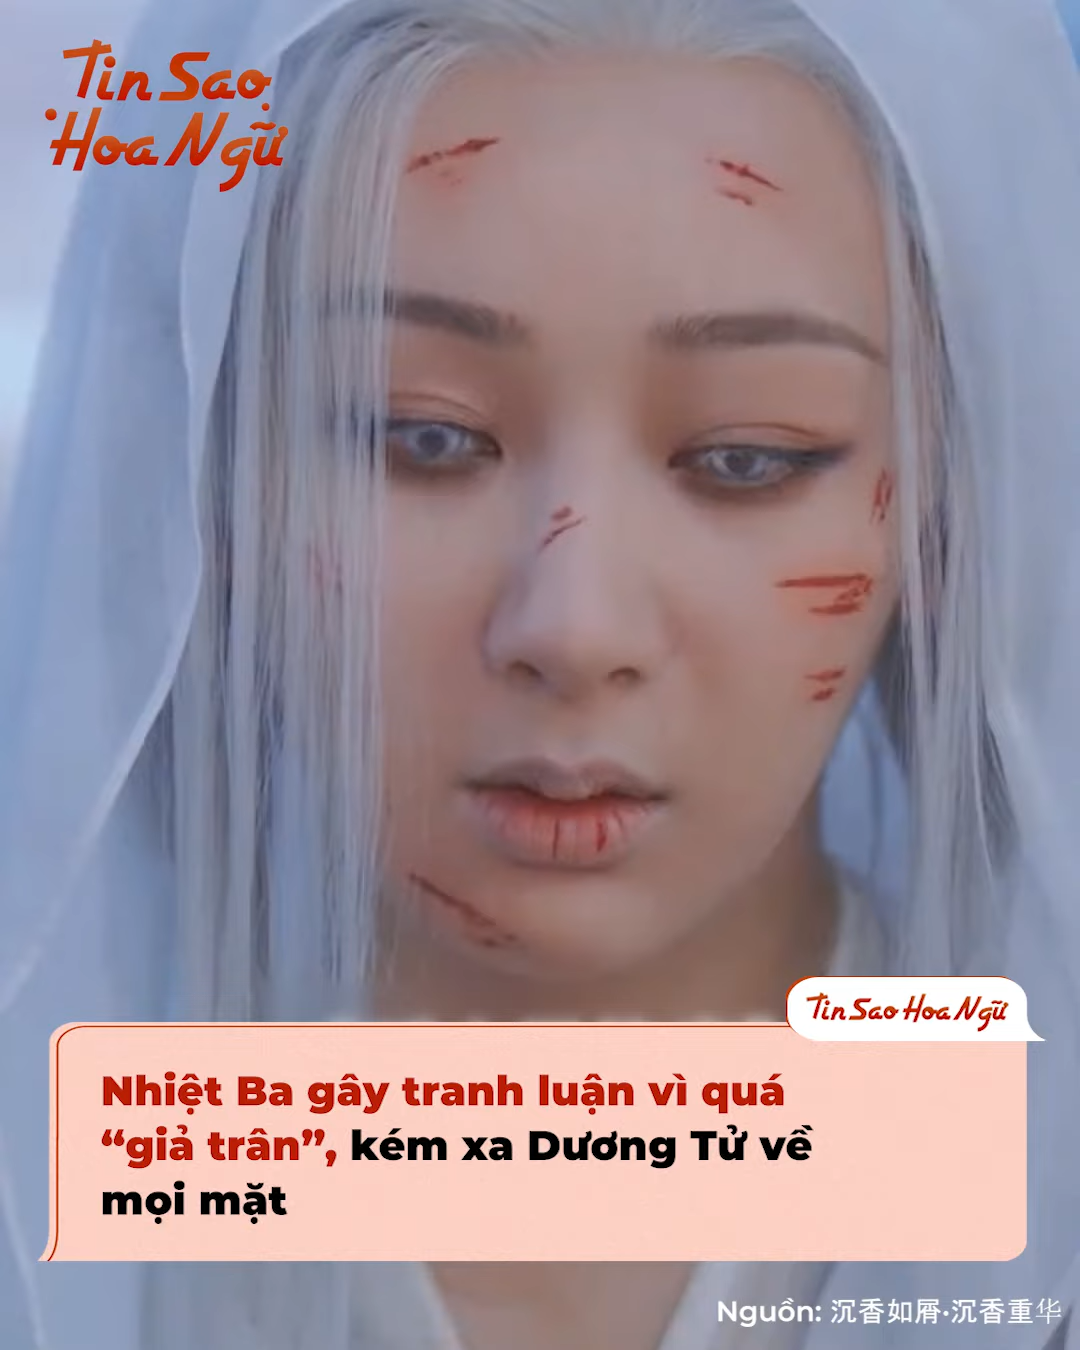 Tin Sao
Hoa Ngữ
Tin Sao Hoa Ngữ
Nhiệt Ba gây tranh luận vì quá
“giả trân”, kém xa Dương Tử về
mọi mặt
Nguồn: 沉香如屑·沉香重华